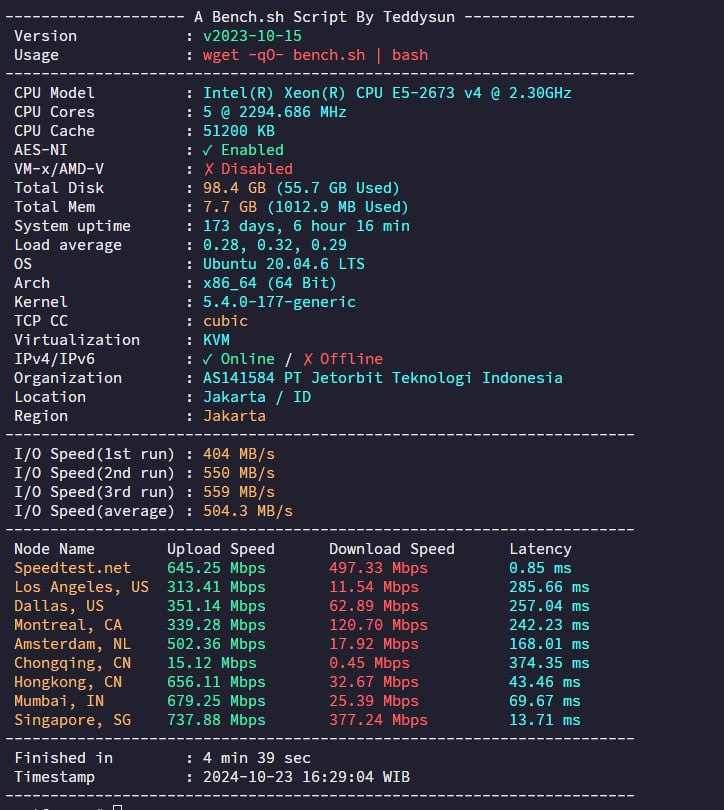 -------------------- A Bench.sh Script By Teddysun -------------------
Version : v2023-10-15
Usage : wget -qO- bench.sh | bash
----------------------------------------------------------------------
CPU Model : Intel(R) Xeon(R) CPU E5-2673 v4 @ 2.30GHz
CPU Cores : 5 @ 2294.686 MHz
CPU Cache : 51200 KB
AES-NI : ✓ Enabled
VM-x/AMD-V : ✗ Disabled
Total Disk : 98.4 GB (55.7 GB Used)
Total Mem : 7.7 GB (1012.9 MB Used)
System uptime : 173 days, 6 hour 16 min
Load average : 0.28, 0.32, 0.29
OS : Ubuntu 20.04.6 LTS
Arch : x86_64 (64 Bit)
Kernel : 5.4.0-177-generic
TCP CC : cubic
Virtualization : KVM
IPv4/IPv6 : ✓ Online / ✗ Offline
Organization : AS141584 PT Jetorbit Teknologi Indonesia
Location : Jakarta / ID
Region : Jakarta
----------------------------------------------------------------------
I/O Speed(1st run) : 404 MB/s
I/O Speed(2nd run) : 550 MB/s
I/O Speed(3rd run) : 559 MB/s
I/O Speed(average) : 504.3 MB/s
----------------------------------------------------------------------
Node Name Upload Speed Download Speed Latency
Speedtest.net 645.25 Mbps 497.33 Mbps 0.85 ms
Los Angeles, US 313.41 Mbps 11.54 Mbps 285.66 ms
Dallas, US 351.14 Mbps 62.89 Mbps 257.04 ms
Montreal, CA 339.28 Mbps 120.70 Mbps 242.23 ms
Amsterdam, NL 502.36 Mbps 17.92 Mbps 168.01 ms
Chongqing, CN 15.12 Mbps 0.45 Mbps 374.35 ms
Hongkong, CN 656.11 Mbps 32.67 Mbps 43.46 ms
Mumbai, IN 679.25 Mbps 25.39 Mbps 69.67 ms
Singapore, SG 737.88 Mbps 377.24 Mbps 13.71 ms
----------------------------------------------------------------------
Finished in : 4 min 39 sec
Timestamp : 2024-10-23 16:29:04 WIB
----------------------------------------------------------------------